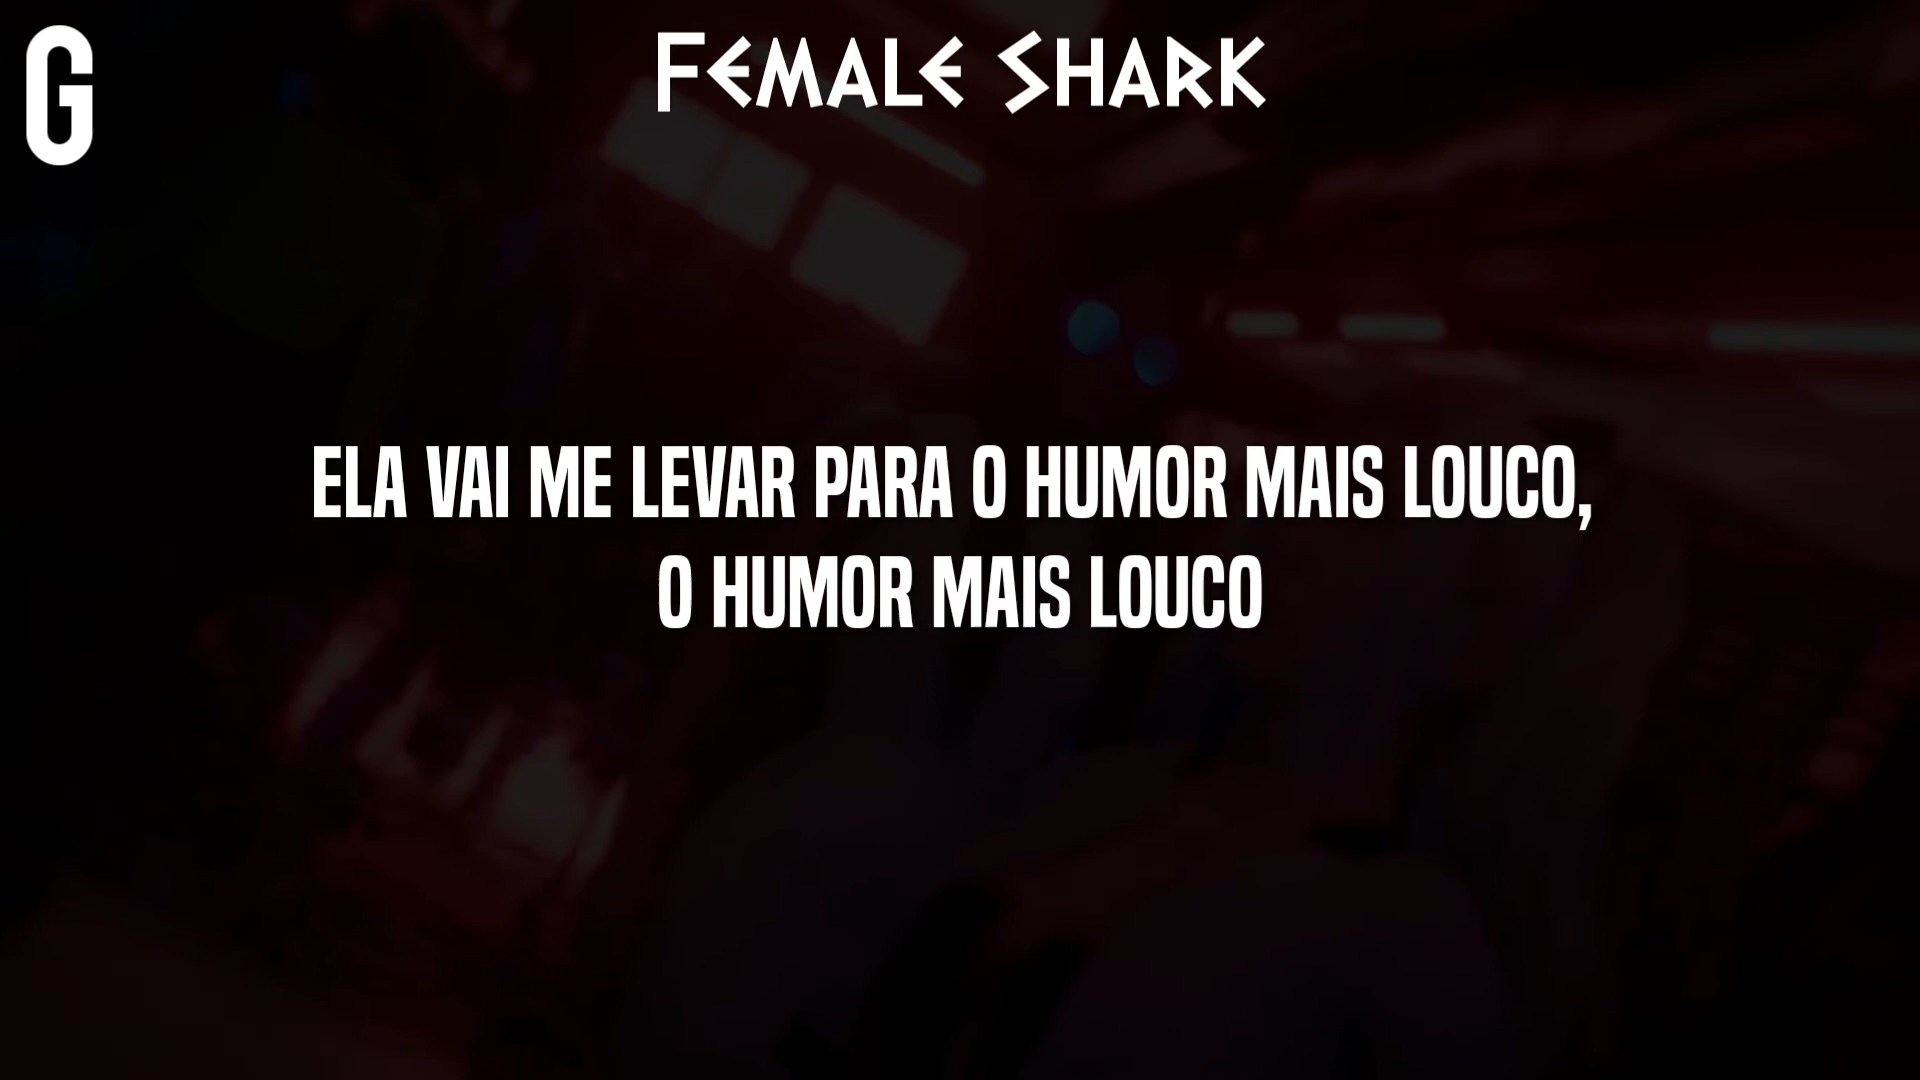 G
FEMALE SHARK
ELA VAI ME LEVAR PARA O HUMOR MAIS LOUCO,
O HUMOR MAIS LOUCO